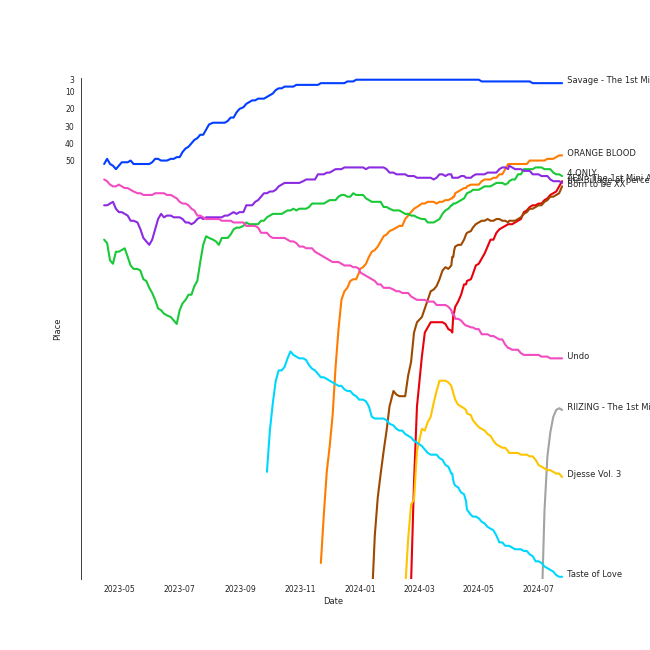 3
10
20
30
40
50
Place
Savage - The 1st Mi
ORANGE BLOOD
4 ONLY
Born to be XX
Undo
RIIZING - The 1st Mi
Djesse Vol. 3
Taste of Love
2023-05 2023-07 2023-09 2023-11 2024-01 2024-03 2024-05 2024-07
Date